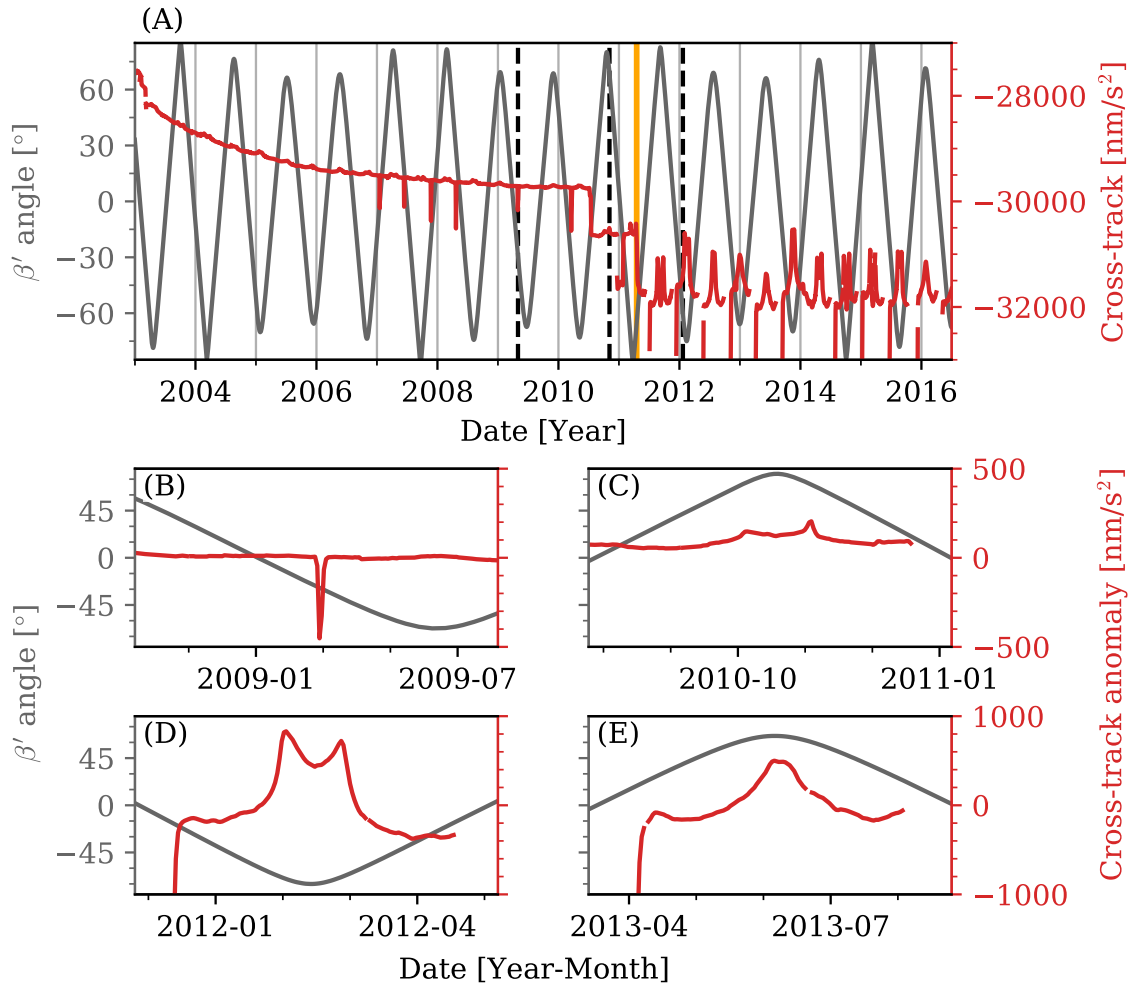 (A)
60
30
0
−30
−60
β′ angle [°]
−28000
−30000
−32000
Cross-track [nm/s²]
2004 2006 2008 2010 2012 2014 2016
Date [Year]
(B)
45
0
−45
2009-01 2009-07
(C)
500
0
−500
2010-10 2011-01
β′ angle [°]
Cross-track anomaly [nm/s²]
(D)
45
0
−45
2012-01 2012-04
(E)
1000
0
−1000
2013-04 2013-07
Date [Year-Month]